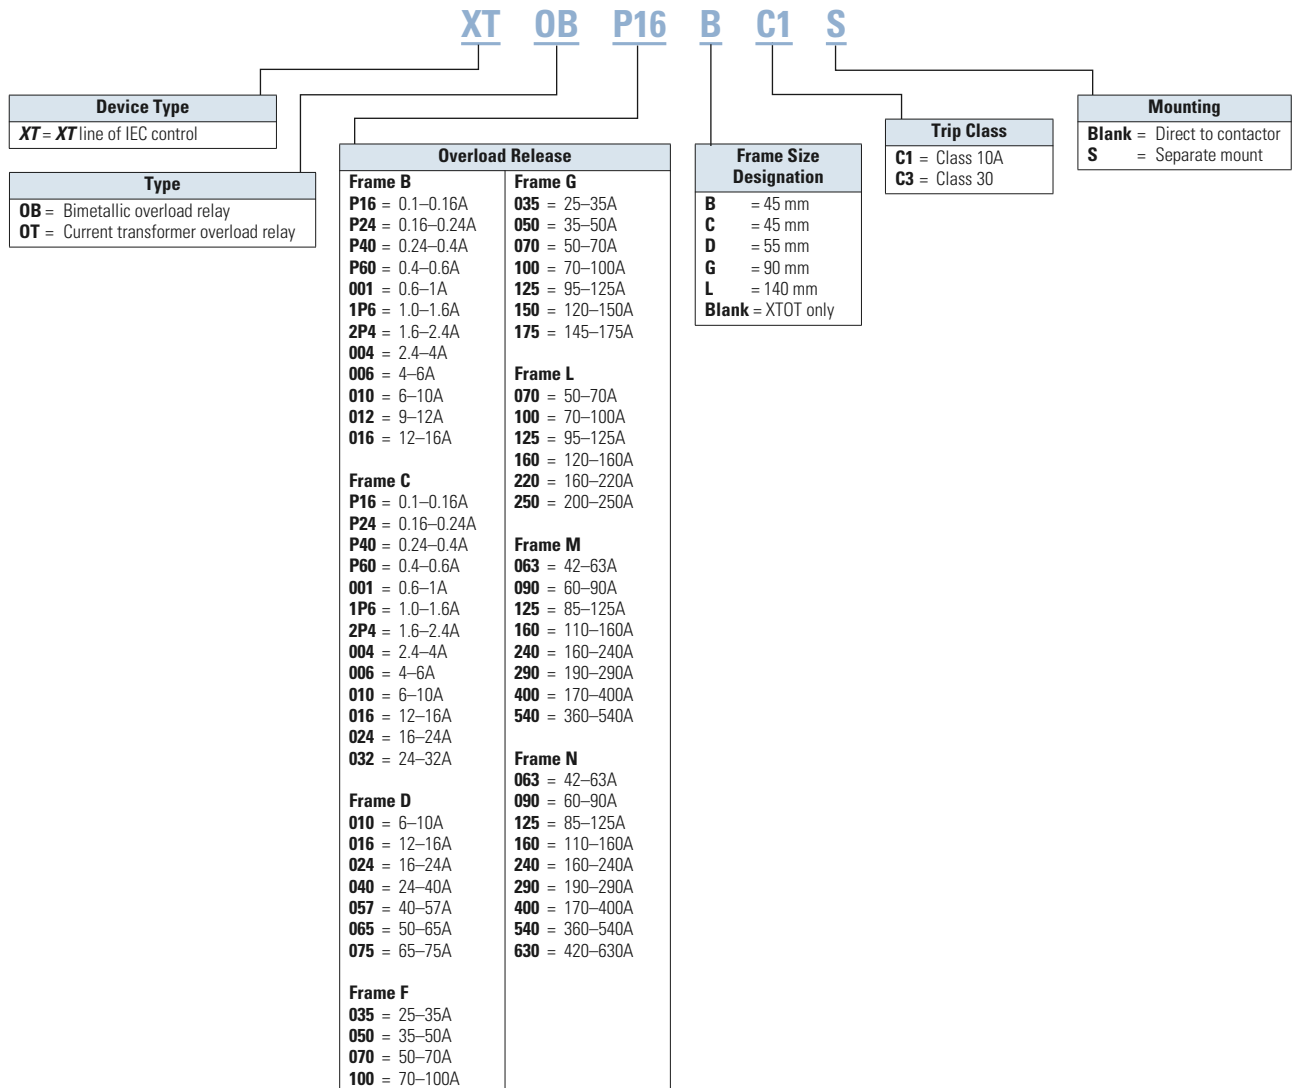 XT OB P16 B C1 S
Device Type
XT = XT line of IEC control
Type
OB = Bimetallic overload relay
OT = Current transformer overload relay
Overload Release
Frame B
P16 = 0.1–0.16A
P24 = 0.16–0.24A
P40 = 0.24–0.4A
P60 = 0.4–0.6A
001 = 0.6–1A
1P6 = 1.0–1.6A
2P4 = 1.6–2.4A
004 = 2.4–4A
006 = 4–6A
010 = 6–10A
012 = 9–12A
016 = 12–16A
Frame C
P16 = 0.1–0.16A
P24 = 0.16–0.24A
P40 = 0.24–0.4A
P60 = 0.4–0.6A
001 = 0.6–1A
1P6 = 1.0–1.6A
2P4 = 1.6–2.4A
004 = 2.4–4A
006 = 4–6A
010 = 6–10A
016 = 12–16A
024 = 16–24A
032 = 24–32A
Frame D
010 = 6–10A
016 = 12–16A
024 = 16–24A
040 = 24–40A
057 = 40–57A
065 = 50–65A
075 = 65–75A
Frame F
035 = 25–35A
050 = 35–50A
070 = 50–70A
100 = 70–100A
Frame G
035 = 25–35A
050 = 35–50A
070 = 50–70A
100 = 70–100A
125 = 95–125A
150 = 120–150A
175 = 145–175A
Frame L
070 = 50–70A
100 = 70–100A
125 = 95–125A
160 = 120–160A
220 = 160–220A
250 = 200–250A
Frame M
063 = 42–63A
090 = 60–90A
125 = 85–125A
160 = 110–160A
240 = 160–240A
290 = 190–290A
400 = 170–400A
540 = 360–540A
Frame N
063 = 42–63A
090 = 60–90A
125 = 85–125A
160 = 110–160A
240 = 160–240A
290 = 190–290A
400 = 170–400A
540 = 360–540A
630 = 420–630A
Frame Size
Designation
B = 45 mm
C = 45 mm
D = 55 mm
G = 90 mm
L = 140 mm
Blank = XTOT only
Trip Class
C1 = Class 10A
C3 = Class 30
Mounting
Blank = Direct to contactor
S = Separate mount